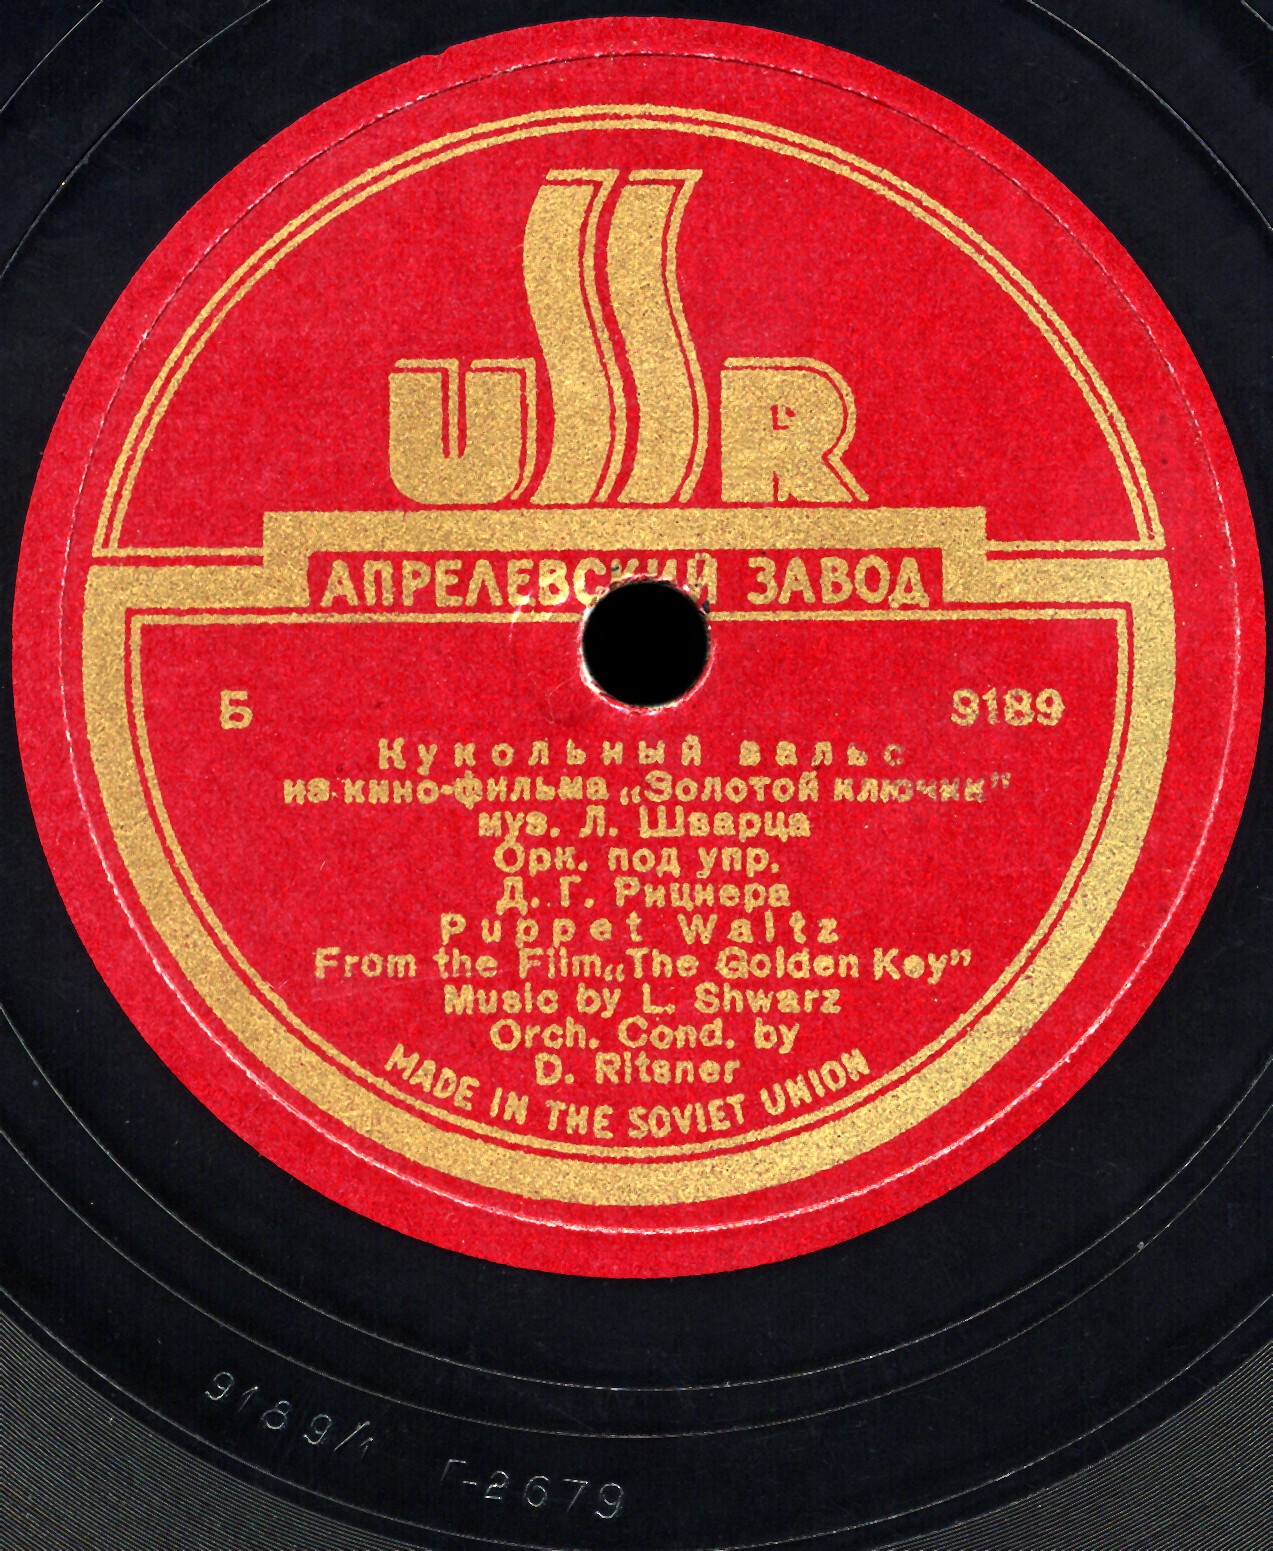 USSR
АПРЕЛЕВСКИЙ ЗАВОД
Б 9189
Кукольный вальс
из кино-фильма „Золотой ключик”
муз. Л. Шварца
Орк. под упр.
Д. Г. Рицнера
Puppet Waltz
From the Film „The Golden Key”
Music by L. Shwarz
Orch. Cond. by
D. Ritsner
MADE IN THE SOVIET UNION
9189/1 Г-2679